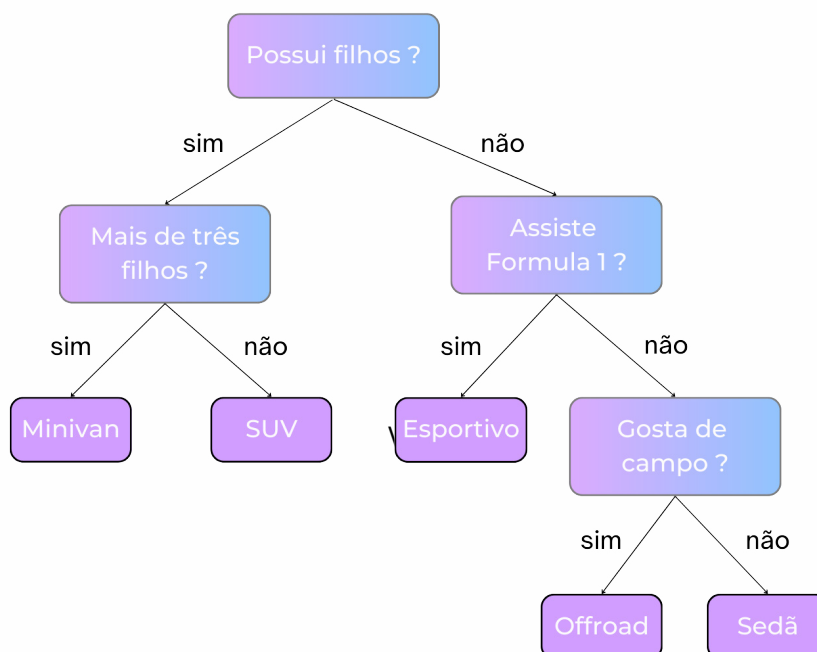 Possui filhos ?
sim
não
Mais de três
filhos ?
Assiste
Formula 1 ?
sim
não
sim
não
Minivan
SUV
Esportivo
Gosta de
campo ?
sim
não
Offroad
Sedã